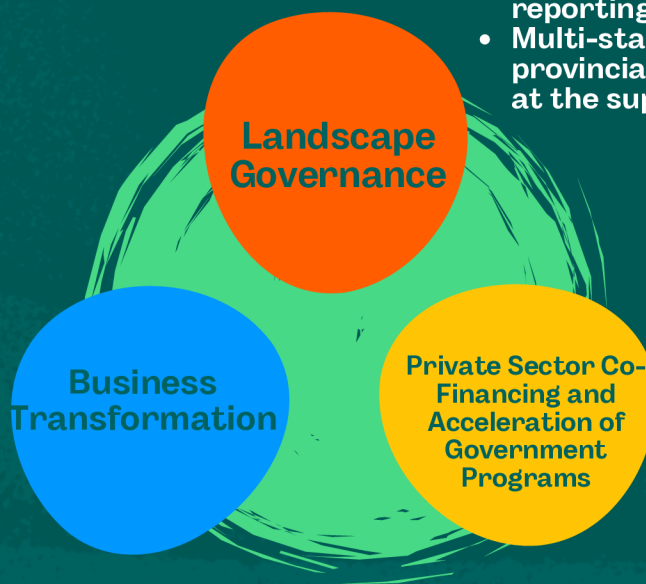 reporting
Multi-sta
provincia
at the sup
Landscape
Governance
Business
Transformation
Private Sector Co-
Financing and
Acceleration of
Government
Programs